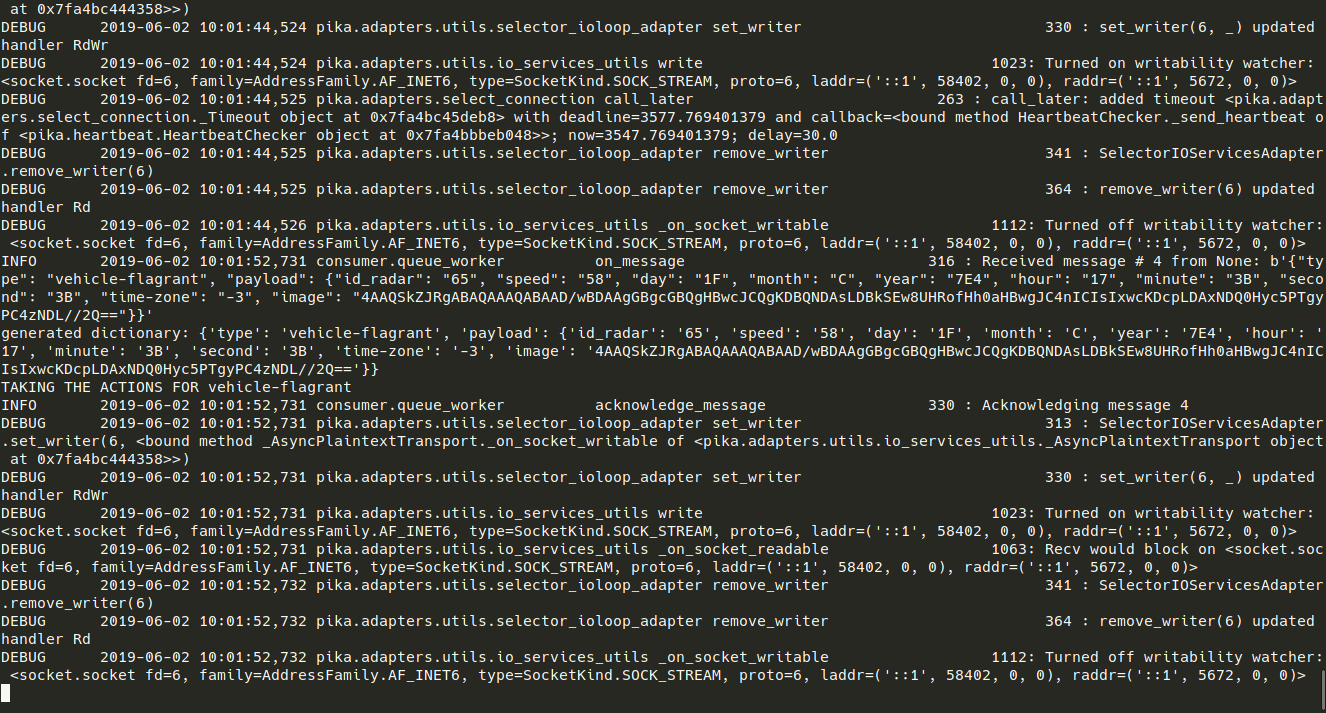 at 0x7fa4bc444358>>)
DEBUG      2019-06-02 10:01:44,524 pika.adapters.utils.selector_ioloop_adapter set_writer                           330 : set_writer(6, _) updated
handler RdWr
DEBUG      2019-06-02 10:01:44,524 pika.adapters.utils.io_services_utils write                                1023: Turned on writability watcher:
<socket.socket fd=6, family=AddressFamily.AF_INET6, type=SocketKind.SOCK_STREAM, proto=6, laddr=('::1', 58402, 0, 0), raddr=('::1', 5672, 0, 0)>
DEBUG      2019-06-02 10:01:44,525 pika.adapters.select_connection call_later                           263 : call_later: added timeout <pika.adapt
ers.select_connection._Timeout object at 0x7fa4bc45deb8> with deadline=3577.769401379 and callback=<bound method HeartbeatChecker._send_heartbeat o
f <pika.heartbeat.HeartbeatChecker object at 0x7fa4bbbeb048>>; now=3547.769401379; delay=30.0
DEBUG      2019-06-02 10:01:44,525 pika.adapters.utils.selector_ioloop_adapter remove_writer                        341 : SelectorIOServicesAdapter
.remove_writer(6)
DEBUG      2019-06-02 10:01:44,525 pika.adapters.utils.selector_ioloop_adapter remove_writer                        364 : remove_writer(6) updated
handler Rd
DEBUG      2019-06-02 10:01:44,526 pika.adapters.utils.io_services_utils _on_socket_writable                  1112: Turned off writability watcher:
 <socket.socket fd=6, family=AddressFamily.AF_INET6, type=SocketKind.SOCK_STREAM, proto=6, laddr=('::1', 58402, 0, 0), raddr=('::1', 5672, 0, 0)>
INFO       2019-06-02 10:01:52,731 consumer.queue_worker          on_message                           316 : Received message # 4 from None: b'{"ty
pe": "vehicle-flagrant", "payload": {"id_radar": "65", "speed": "58", "day": "1F", "month": "C", "year": "7E4", "hour": "17", "minute": "3B", "seco
nd": "3B", "time-zone": "-3", "image": "4AAQSkZJRgABAQAAAQABAAD/wBDAAgGBgcGBQgHBwcJCQgKDBQNDAsLDBkSEw8UHRofHh0aHBwgJC4nICIsIxwcKDcpLDAxNDQ0Hyc5PTgy
PC4zNDL//2Q=="}}'
generated dictionary: {'type': 'vehicle-flagrant', 'payload': {'id_radar': '65', 'speed': '58', 'day': '1F', 'month': 'C', 'year': '7E4', 'hour': '
17', 'minute': '3B', 'second': '3B', 'time-zone': '-3', 'image': '4AAQSkZJRgABAQAAAQABAAD/wBDAAgGBgcGBQgHBwcJCQgKDBQNDAsLDBkSEw8UHRofHh0aHBwgJC4nIC
IsIxwcKDcpLDAxNDQ0Hyc5PTgyPC4zNDL//2Q=='}}
TAKING THE ACTIONS FOR vehicle-flagrant
INFO       2019-06-02 10:01:52,731 consumer.queue_worker          acknowledge_message                  330 : Acknowledging message 4
DEBUG      2019-06-02 10:01:52,731 pika.adapters.utils.selector_ioloop_adapter set_writer                           313 : SelectorIOServicesAdapter
.set_writer(6, <bound method _AsyncPlaintextTransport._on_socket_writable of <pika.adapters.utils.io_services_utils._AsyncPlaintextTransport object
 at 0x7fa4bc444358>>)
DEBUG      2019-06-02 10:01:52,731 pika.adapters.utils.selector_ioloop_adapter set_writer                           330 : set_writer(6, _) updated
handler RdWr
DEBUG      2019-06-02 10:01:52,731 pika.adapters.utils.io_services_utils write                                1023: Turned on writability watcher:
<socket.socket fd=6, family=AddressFamily.AF_INET6, type=SocketKind.SOCK_STREAM, proto=6, laddr=('::1', 58402, 0, 0), raddr=('::1', 5672, 0, 0)>
DEBUG      2019-06-02 10:01:52,731 pika.adapters.utils.io_services_utils _on_socket_readable                  1063: Recv would block on <socket.soc
ket fd=6, family=AddressFamily.AF_INET6, type=SocketKind.SOCK_STREAM, proto=6, laddr=('::1', 58402, 0, 0), raddr=('::1', 5672, 0, 0)>
DEBUG      2019-06-02 10:01:52,732 pika.adapters.utils.selector_ioloop_adapter remove_writer                        341 : SelectorIOServicesAdapter
.remove_writer(6)
DEBUG      2019-06-02 10:01:52,732 pika.adapters.utils.selector_ioloop_adapter remove_writer                        364 : remove_writer(6) updated
handler Rd
DEBUG      2019-06-02 10:01:52,732 pika.adapters.utils.io_services_utils _on_socket_writable                  1112: Turned off writability watcher:
 <socket.socket fd=6, family=AddressFamily.AF_INET6, type=SocketKind.SOCK_STREAM, proto=6, laddr=('::1', 58402, 0, 0), raddr=('::1', 5672, 0, 0)>